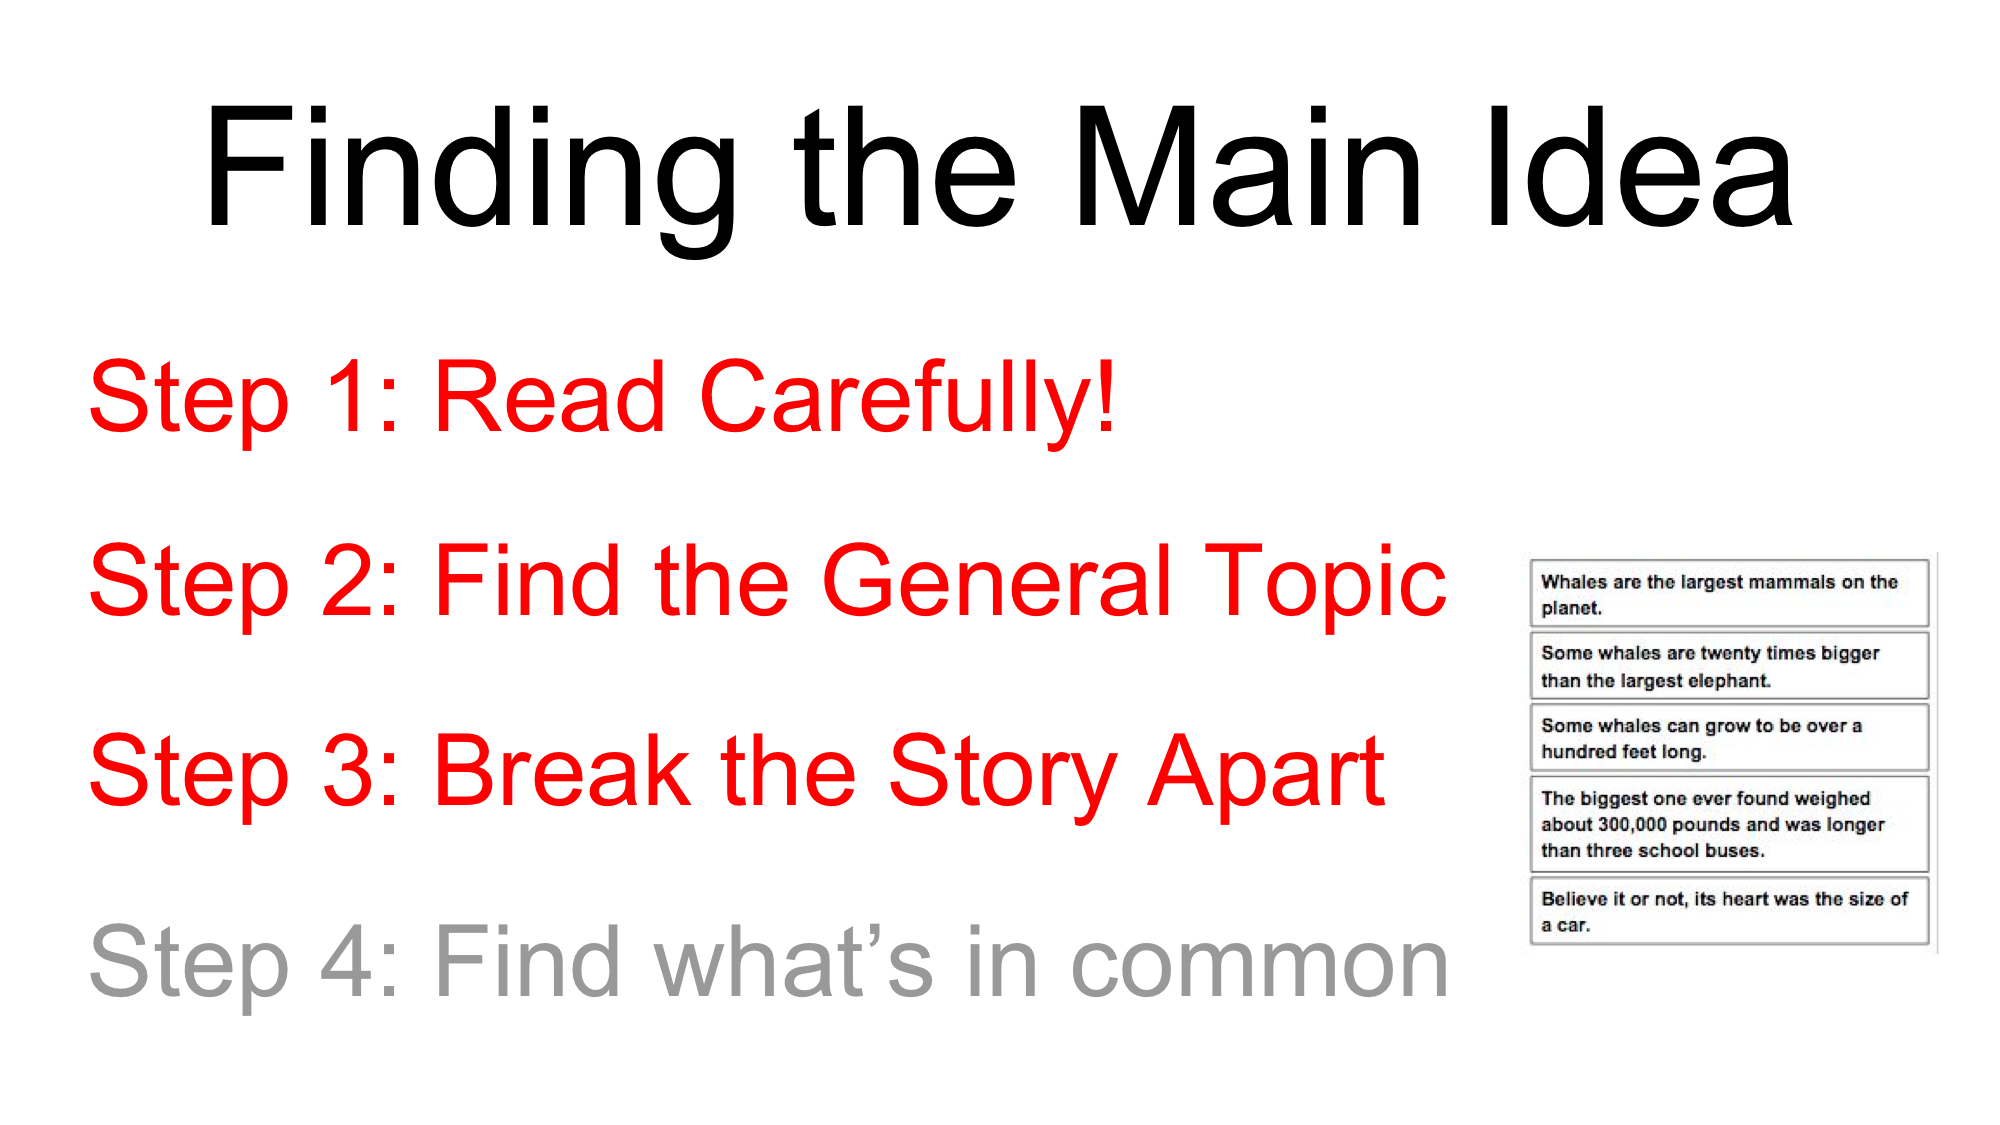 Finding the Main Idea
Step 1: Read Carefully!
Step 2: Find the General Topic
Step 3: Break the Story Apart
Step 4: Find what’s in common
Whales are the largest mammals on the
planet.
Some whales are twenty times bigger
than the largest elephant.
Some whales can grow to be over a
hundred feet long.
The biggest one ever found weighed
about 300,000 pounds and was longer
than three school buses.
Believe it or not, its heart was the size of
a car.